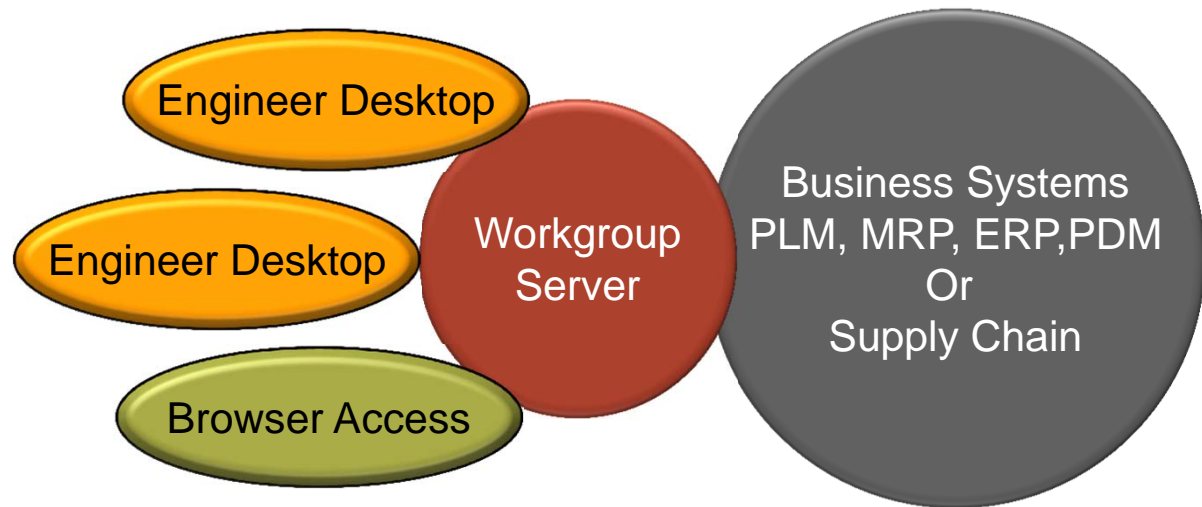 Engineer Desktop
Engineer Desktop
Browser Access
Workgroup
Server
Business Systems
PLM, MRP, ERP,PDM
Or
Supply Chain